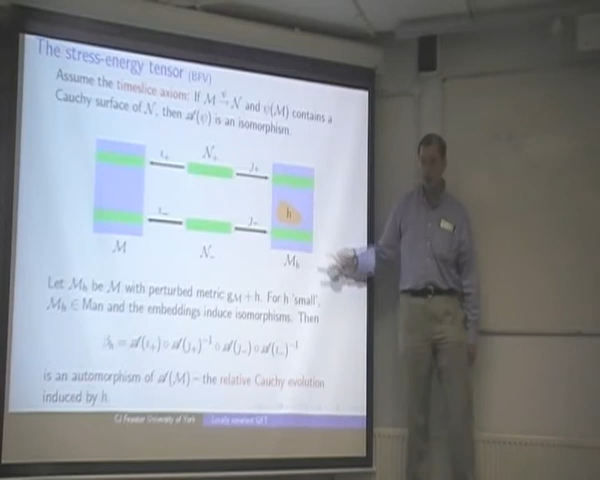 The stress-energy tensor (BFV)
Assume the timeslice axiom: If M →ψ N and ψ(M) contains a
Cauchy surface of N, then 𝒜(ψ) is an isomorphism.
ι₊ N₊ j₊
h
ι₋ N₋ j₋
M M_h
Let M_h be M with perturbed metric g_M + h. For h 'small',
M_h ∈ Man and the embeddings induce isomorphisms. Then
β_h = 𝒜(ι₊) ∘ 𝒜(j₊)⁻¹ ∘ 𝒜(j₋) ∘ 𝒜(ι₋)⁻¹
is an automorphism of 𝒜(M) – the relative Cauchy evolution
induced by h.
CJ Fewster University of York Locally covariant QFT